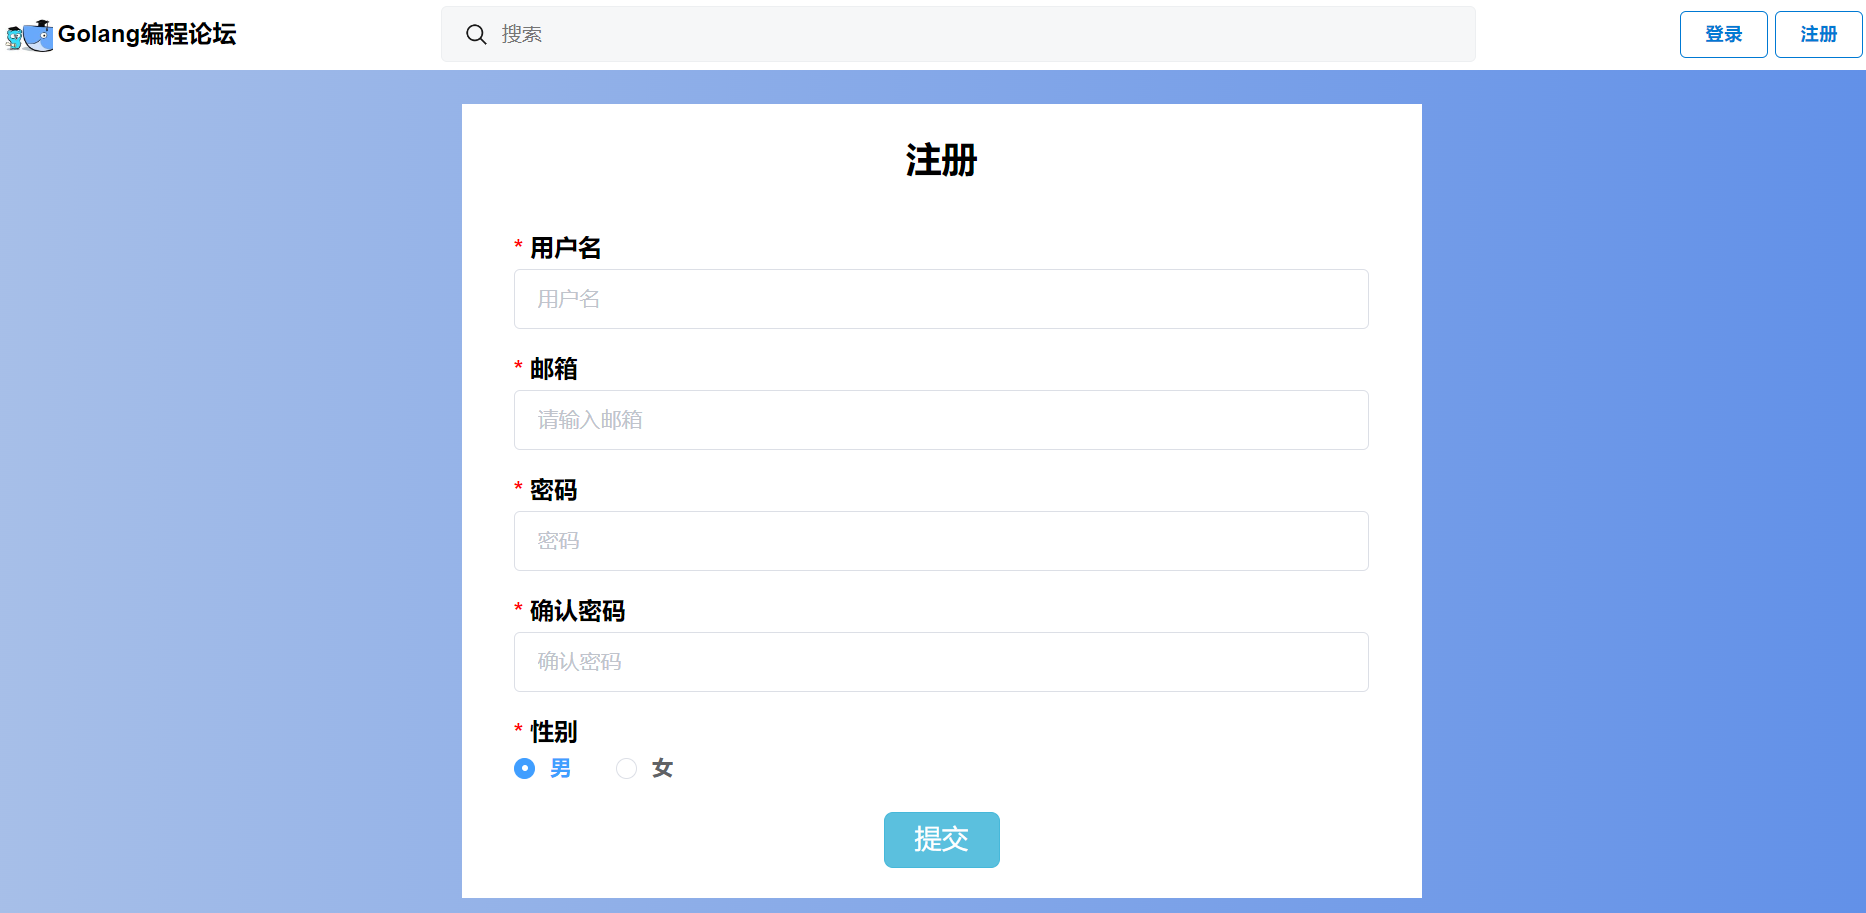 Golang编程论坛
搜索
登录
注册
注册
* 用户名
用户名
* 邮箱
请输入邮箱
* 密码
密码
* 确认密码
确认密码
* 性别
男
女
提交